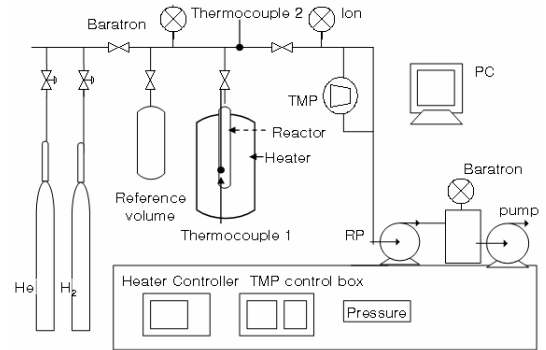 Thermocouple 2
Ion
Baratron
PC
TMP
Reactor
Heater
Baratron
Reference
volume
pump
Thermocouple 1
RP
He
H2
Heater Controller
TMP control box
Pressure